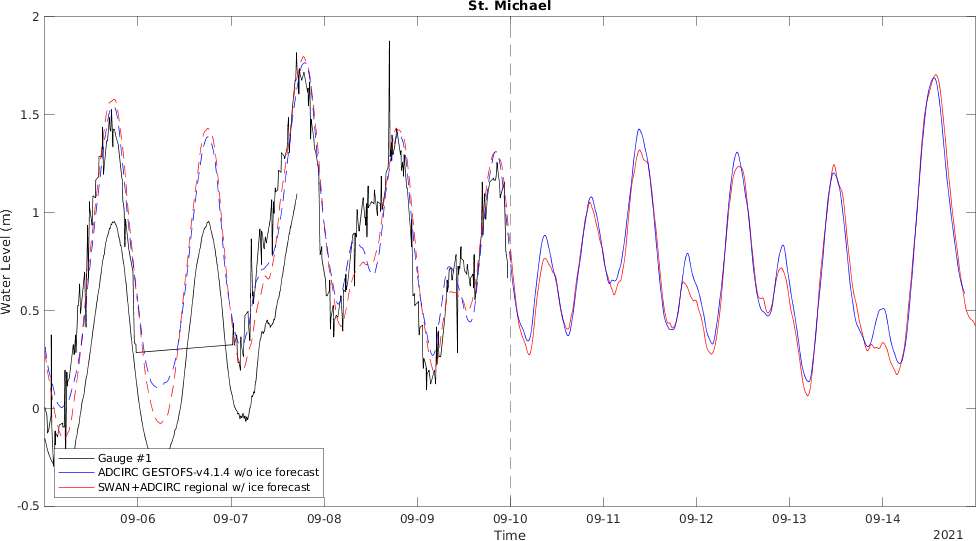 St. Michael
Water Level (m)
2
1.5
1
0.5
0
-0.5
Gauge #1
ADCIRC GESTOFS-v4.1.4 w/o ice forecast
SWAN+ADCIRC regional w/ ice forecast
09-06 09-07 09-08 09-09 09-10 09-11 09-12 09-13 09-14
Time
2021